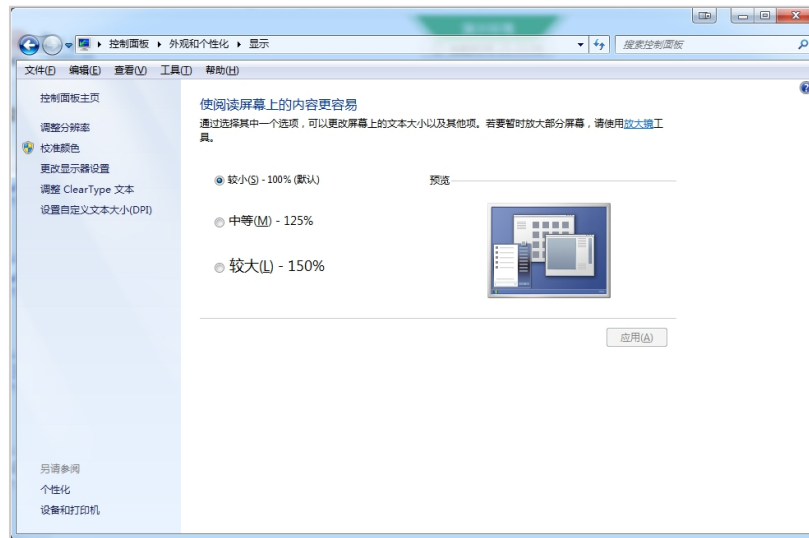 控制面板 ▸ 外观和个性化 ▸ 显示
搜索控制面板
文件(F) 编辑(E) 查看(V) 工具(T) 帮助(H)
控制面板主页
调整分辨率
校准颜色
更改显示器设置
调整 ClearType 文本
设置自定义文本大小(DPI)
使阅读屏幕上的内容更容易
通过选择其中一个选项，可以更改屏幕上的文本大小以及其他项。若要暂时放大部分屏幕，请使用放大镜工
具。
较小(S) - 100% (默认)
预览
中等(M) - 125%
较大(L) - 150%
应用(A)
另请参阅
个性化
设备和打印机